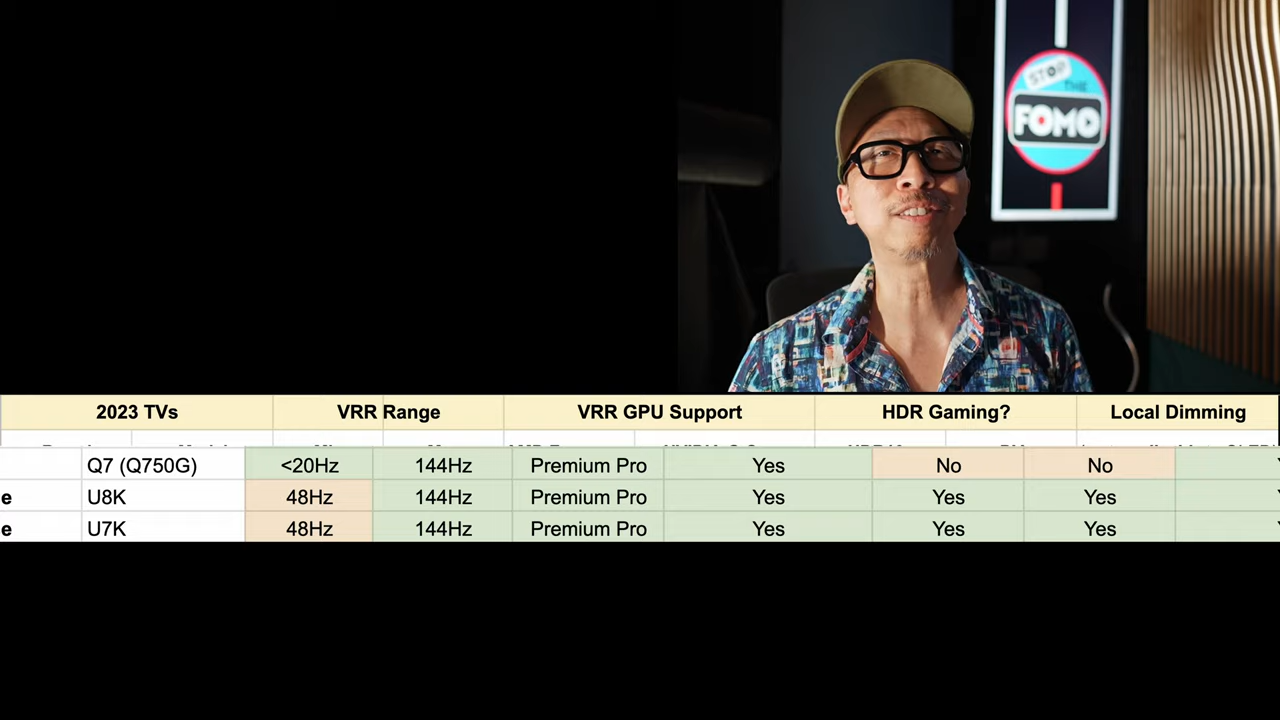 STOP
THE
FOMO
2023 TVs VRR Range VRR GPU Support HDR Gaming? Local Dimming
Q7 (Q750G) <20Hz 144Hz Premium Pro Yes No No
e U8K 48Hz 144Hz Premium Pro Yes Yes Yes
e U7K 48Hz 144Hz Premium Pro Yes Yes Yes